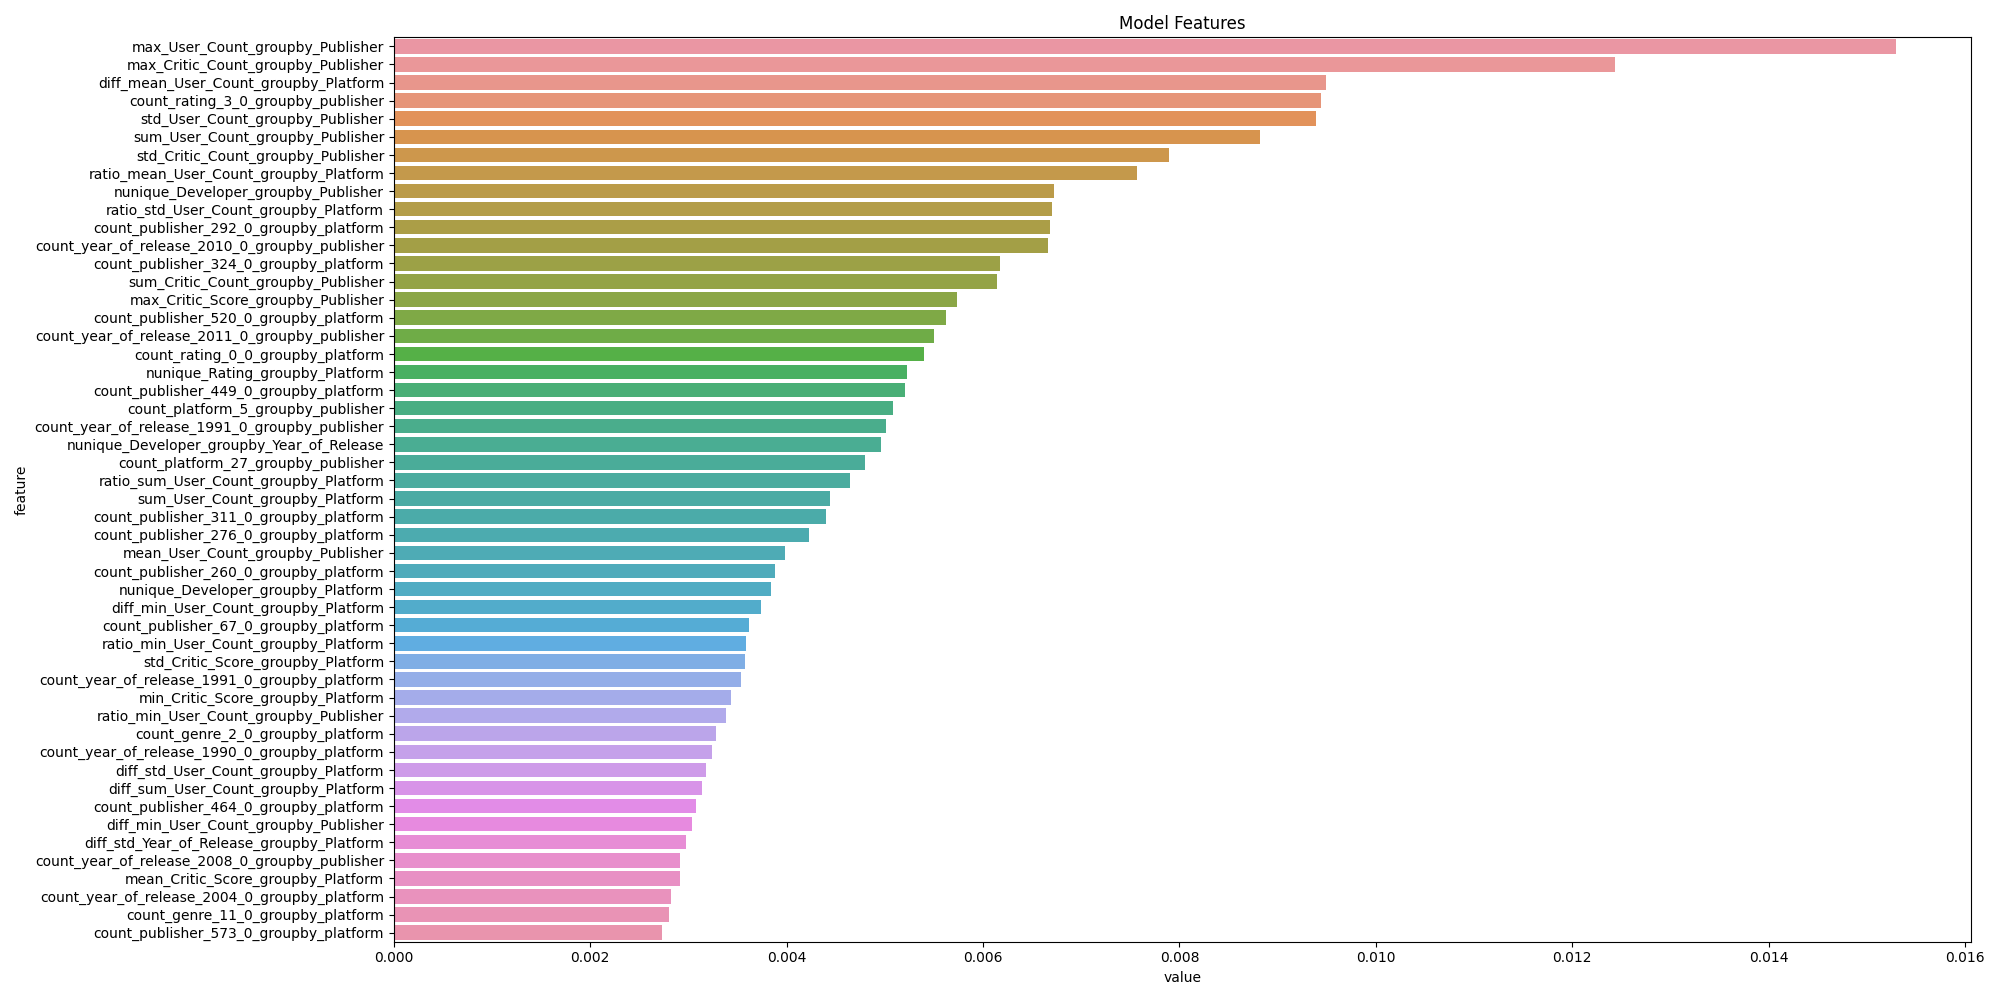 Model Features
max_User_Count_groupby_Publisher
max_Critic_Count_groupby_Publisher
diff_mean_User_Count_groupby_Platform
count_rating_3_0_groupby_publisher
std_User_Count_groupby_Publisher
sum_User_Count_groupby_Publisher
std_Critic_Count_groupby_Publisher
ratio_mean_User_Count_groupby_Platform
nunique_Developer_groupby_Publisher
ratio_std_User_Count_groupby_Platform
count_publisher_292_0_groupby_platform
count_year_of_release_2010_0_groupby_publisher
count_publisher_324_0_groupby_platform
sum_Critic_Count_groupby_Publisher
max_Critic_Score_groupby_Publisher
count_publisher_520_0_groupby_platform
count_year_of_release_2011_0_groupby_publisher
count_rating_0_0_groupby_platform
nunique_Rating_groupby_Platform
count_publisher_449_0_groupby_platform
count_platform_5_groupby_publisher
count_year_of_release_1991_0_groupby_publisher
nunique_Developer_groupby_Year_of_Release
count_platform_27_groupby_publisher
ratio_sum_User_Count_groupby_Platform
sum_User_Count_groupby_Platform
count_publisher_311_0_groupby_platform
count_publisher_276_0_groupby_platform
mean_User_Count_groupby_Publisher
count_publisher_260_0_groupby_platform
nunique_Developer_groupby_Platform
diff_min_User_Count_groupby_Platform
count_publisher_67_0_groupby_platform
ratio_min_User_Count_groupby_Platform
std_Critic_Score_groupby_Platform
count_year_of_release_1991_0_groupby_platform
min_Critic_Score_groupby_Platform
ratio_min_User_Count_groupby_Publisher
count_genre_2_0_groupby_platform
count_year_of_release_1990_0_groupby_platform
diff_std_User_Count_groupby_Platform
diff_sum_User_Count_groupby_Platform
count_publisher_464_0_groupby_platform
diff_min_User_Count_groupby_Publisher
diff_std_Year_of_Release_groupby_Platform
count_year_of_release_2008_0_groupby_publisher
mean_Critic_Score_groupby_Platform
count_year_of_release_2004_0_groupby_platform
count_genre_11_0_groupby_platform
count_publisher_573_0_groupby_platform
feature
0.000 0.002 0.004 0.006 0.008 0.010 0.012 0.014 0.016
value